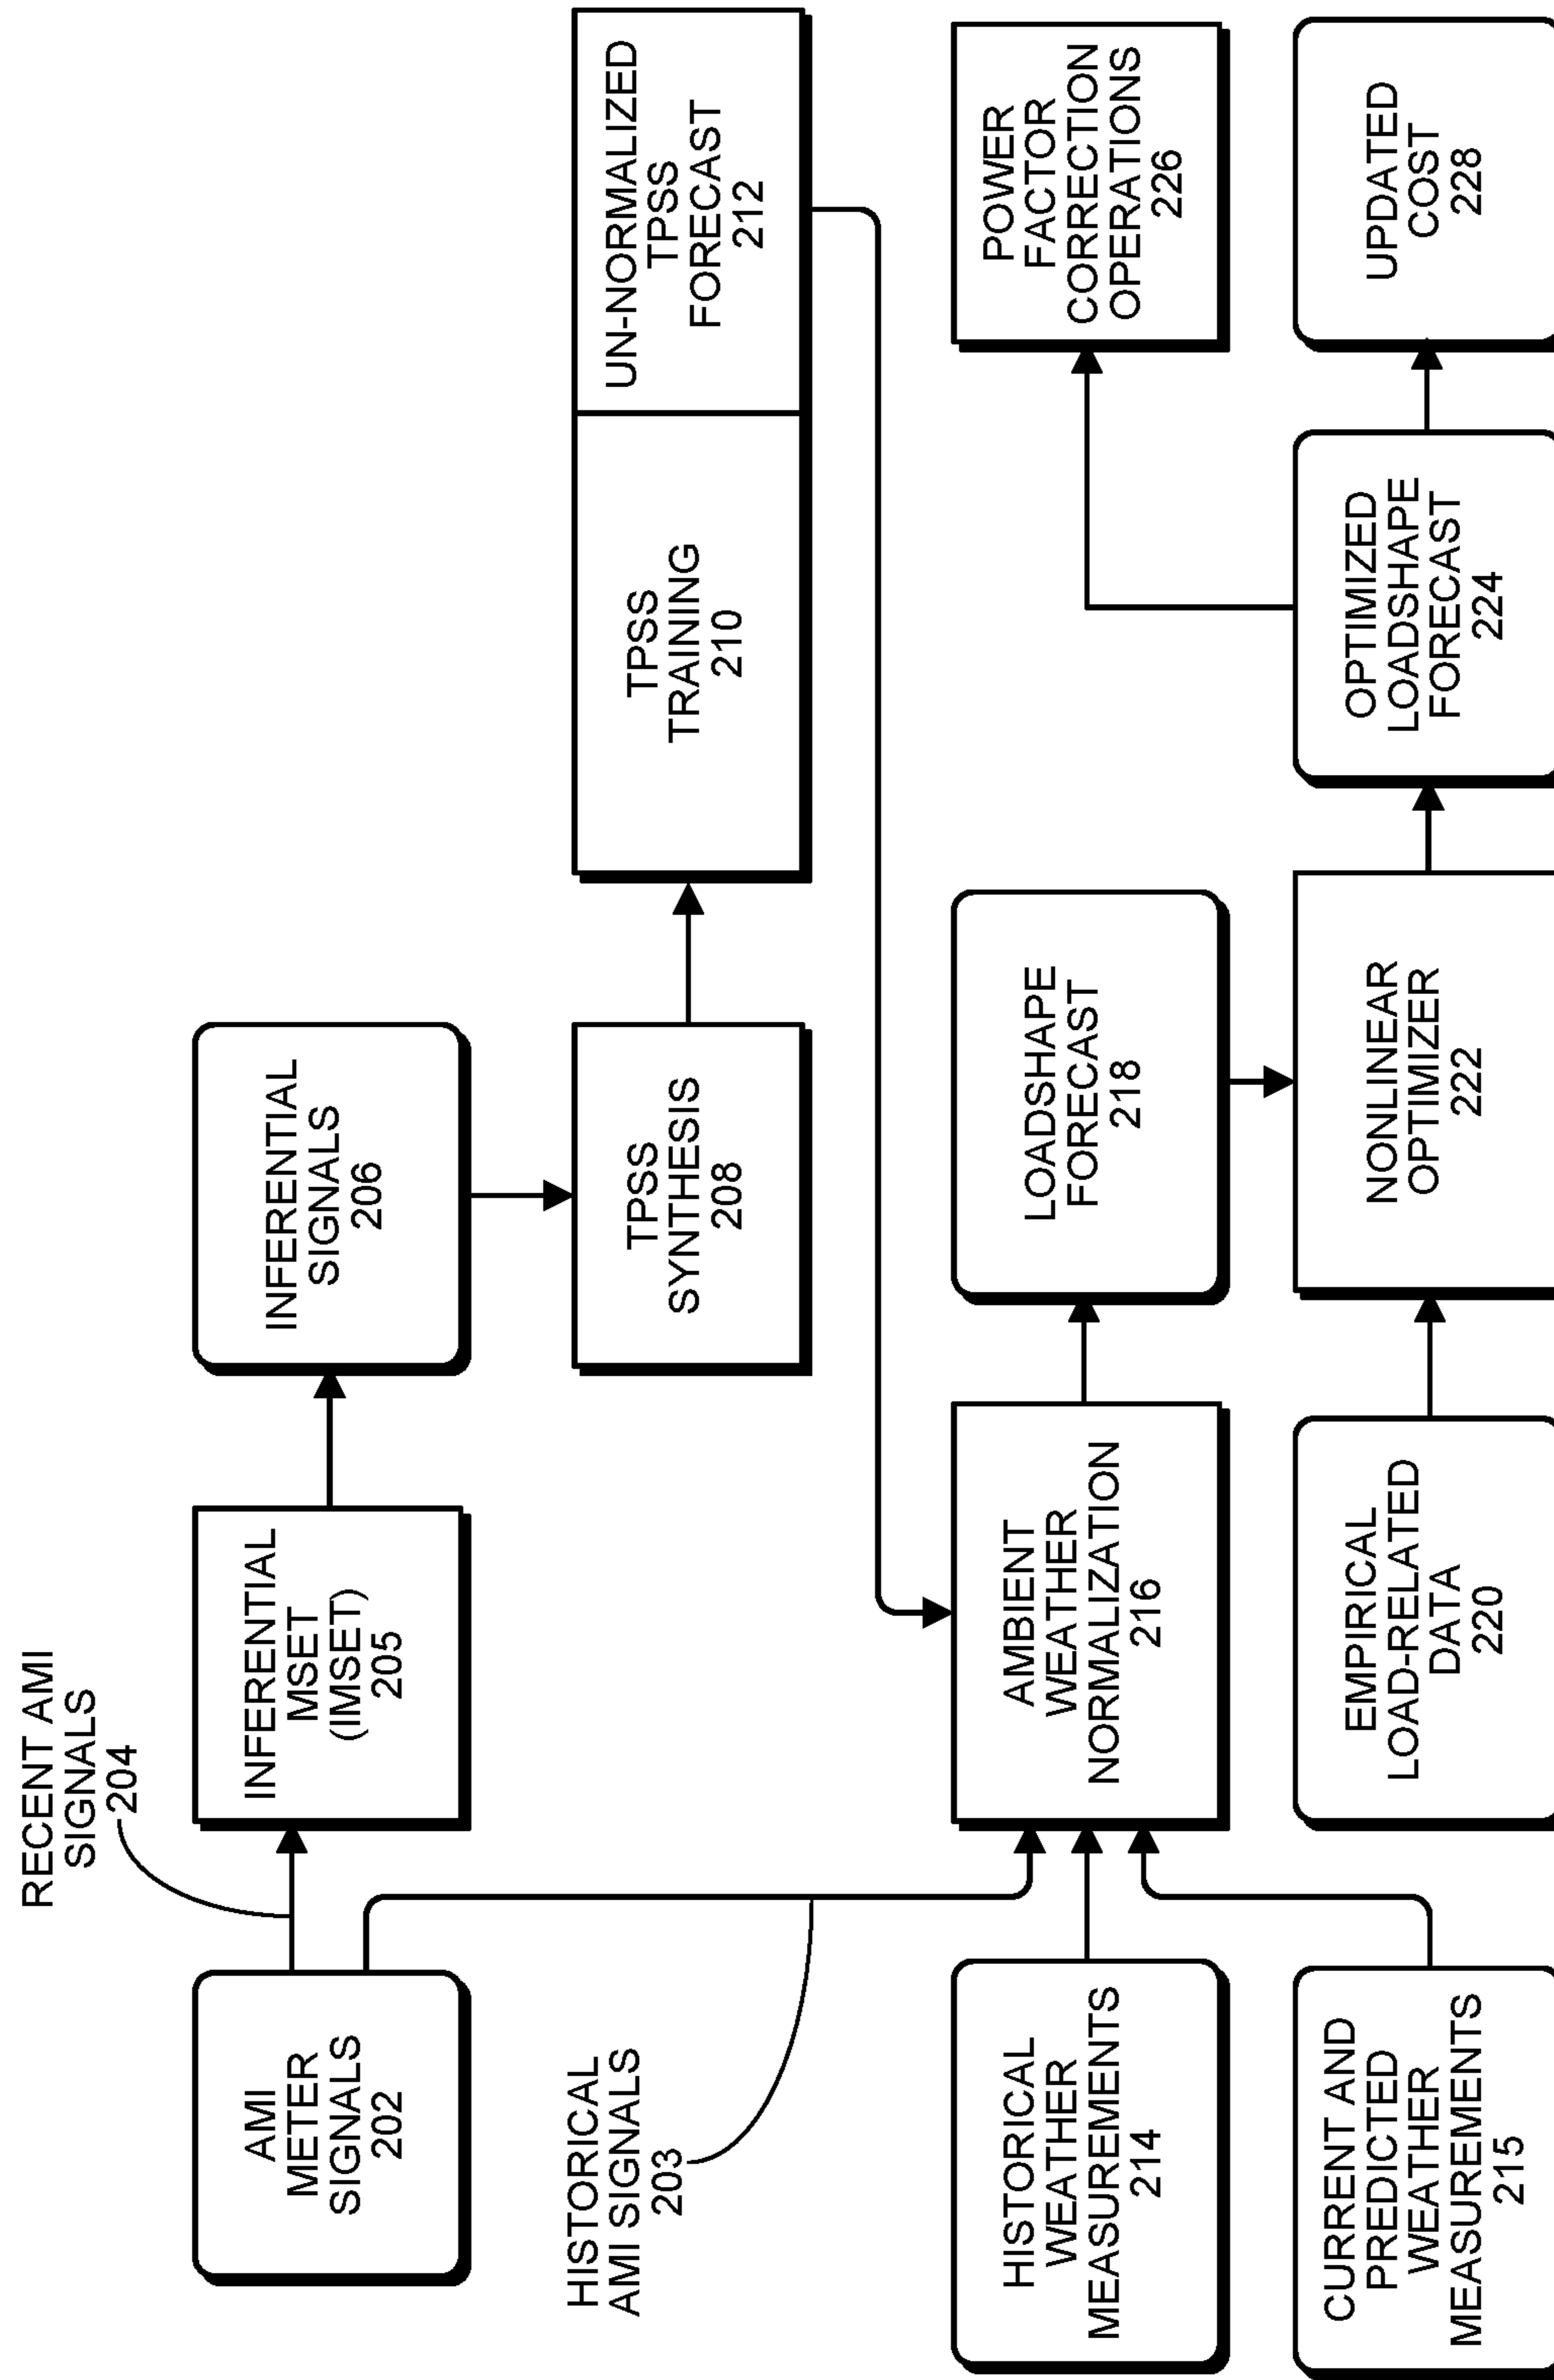 RECENT AMI
SIGNALS
204
AMI
METER
SIGNALS
202
INFERENTIAL
MSET
(IMSET)
205
INFERENTIAL
SIGNALS
206
HISTORICAL
AMI SIGNALS
203
TPSS
SYNTHESIS
208
TPSS
TRAINING
210
UN-NORMALIZED
TPSS
FORECAST
212
HISTORICAL
WEATHER
MEASUREMENTS
214
AMBIENT
WEATHER
NORMALIZATION
216
LOADSHAPE
FORECAST
218
POWER
FACTOR
CORRECTION
OPERATIONS
226
CURRENT AND
PREDICTED
WEATHER
MEASUREMENTS
215
EMPIRICAL
LOAD-RELATED
DATA
220
NONLINEAR
OPTIMIZER
222
OPTIMIZED
LOADSHAPE
FORECAST
224
UPDATED
COST
228